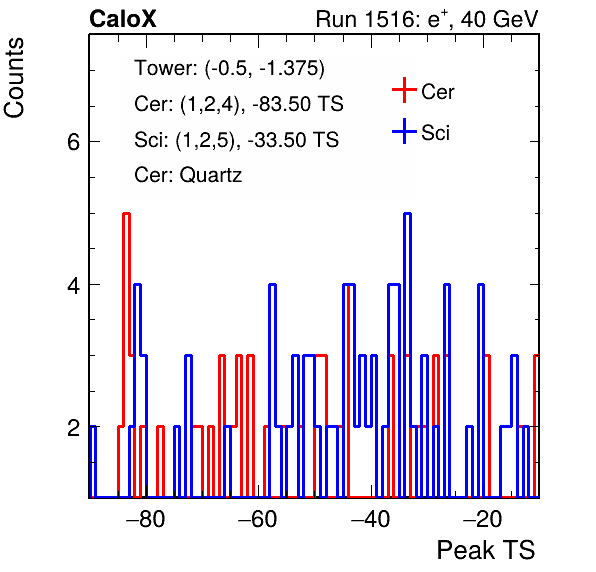 CaloX Run 1516: e⁺, 40 GeV
Counts
Tower: (-0.5, -1.375)
Cer: (1,2,4), -83.50 TS
Sci: (1,2,5), -33.50 TS
Cer: Quartz
Cer
Sci
6
4
2
−80 −60 −40 −20
Peak TS